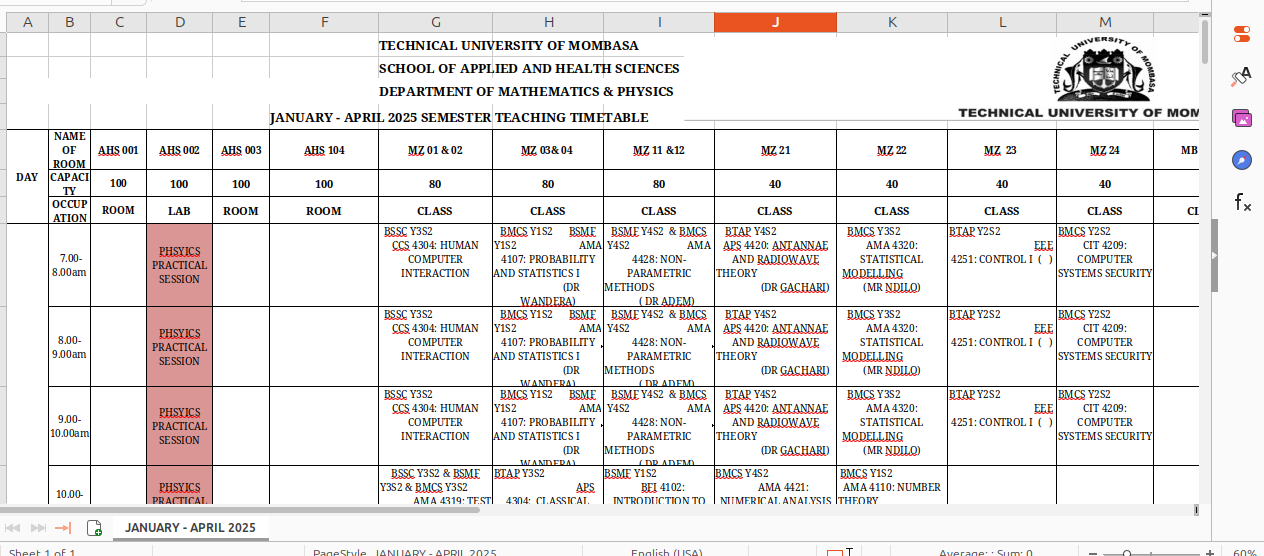 A B C D E F G H I J K L M
TECHNICAL UNIVERSITY OF MOMBASA
SCHOOL OF APPLIED AND HEALTH SCIENCES
DEPARTMENT OF MATHEMATICS & PHYSICS
JANUARY - APRIL 2025 SEMESTER TEACHING TIMETABLE
TECHNICAL UNIVERSITY OF MOMBASA
TECHNICAL UNIVERSITY OF MOM
DAY
NAME OF ROOM AHS 001 AHS 002 AHS 003 AHS 104 MZ 01 & 02 MZ 03& 04 MZ 11 &12 MZ 21 MZ 22 MZ 23 MZ 24 MB
CAPACI TY 100 100 100 100 80 80 80 40 40 40 40
OCCUP ATION ROOM LAB ROOM ROOM CLASS CLASS CLASS CLASS CLASS CLASS CLASS CL
7.00-
8.00am
PHSYICS
PRACTICAL
SESSION
BSSC Y3S2
CCS 4304: HUMAN
COMPUTER
INTERACTION
BMCS Y1S2 BSMF
Y1S2 AMA
4107: PROBABILITY
AND STATISTICS I
(DR
WANDERA)
BSMF Y4S2 & BMCS
Y4S2 AMA
4428: NON-
PARAMETRIC
METHODS
( DR ADEM)
BTAP Y4S2
APS 4420: ANTANNAE
AND RADIOWAVE
THEORY
(DR GACHARI)
BMCS Y3S2
AMA 4320:
STATISTICAL
MODELLING
(MR NDILO)
BTAP Y2S2
EEE
4251: CONTROL I ( )
BMCS Y2S2
CIT 4209:
COMPUTER
SYSTEMS SECURITY
8.00-
9.00am
PHSYICS
PRACTICAL
SESSION
BSSC Y3S2
CCS 4304: HUMAN
COMPUTER
INTERACTION
BMCS Y1S2 BSMF
Y1S2 AMA
4107: PROBABILITY
AND STATISTICS I
(DR
WANDERA)
BSMF Y4S2 & BMCS
Y4S2 AMA
4428: NON-
PARAMETRIC
METHODS
( DR ADEM)
BTAP Y4S2
APS 4420: ANTANNAE
AND RADIOWAVE
THEORY
(DR GACHARI)
BMCS Y3S2
AMA 4320:
STATISTICAL
MODELLING
(MR NDILO)
BTAP Y2S2
EEE
4251: CONTROL I ( )
BMCS Y2S2
CIT 4209:
COMPUTER
SYSTEMS SECURITY
9.00-
10.00am
PHSYICS
PRACTICAL
SESSION
BSSC Y3S2
CCS 4304: HUMAN
COMPUTER
INTERACTION
BMCS Y1S2 BSMF
Y1S2 AMA
4107: PROBABILITY
AND STATISTICS I
(DR
WANDERA)
BSMF Y4S2 & BMCS
Y4S2 AMA
4428: NON-
PARAMETRIC
METHODS
( DR ADEM)
BTAP Y4S2
APS 4420: ANTANNAE
AND RADIOWAVE
THEORY
(DR GACHARI)
BMCS Y3S2
AMA 4320:
STATISTICAL
MODELLING
(MR NDILO)
BTAP Y2S2
EEE
4251: CONTROL I ( )
BMCS Y2S2
CIT 4209:
COMPUTER
SYSTEMS SECURITY
10.00-
PHSYICS
PRACTICAL
BSSC Y3S2 & BSMF
Y3S2 & BMCS Y3S2
AMA 4319: TEST
BTAP Y3S2
APS
4304: CLASSICAL
BSMF Y1S2
BFI 4102:
INTRODUCTION TO
BMCS Y4S2
AMA 4421:
NUMERICAL ANALYSIS
BMCS Y1S2
AMA 4110: NUMBER
THEORY
JANUARY - APRIL 2025
Sheet 1 of 1 PageStyle_JANUARY - APRIL 2025 English (USA) Average: ; Sum: 0 60%